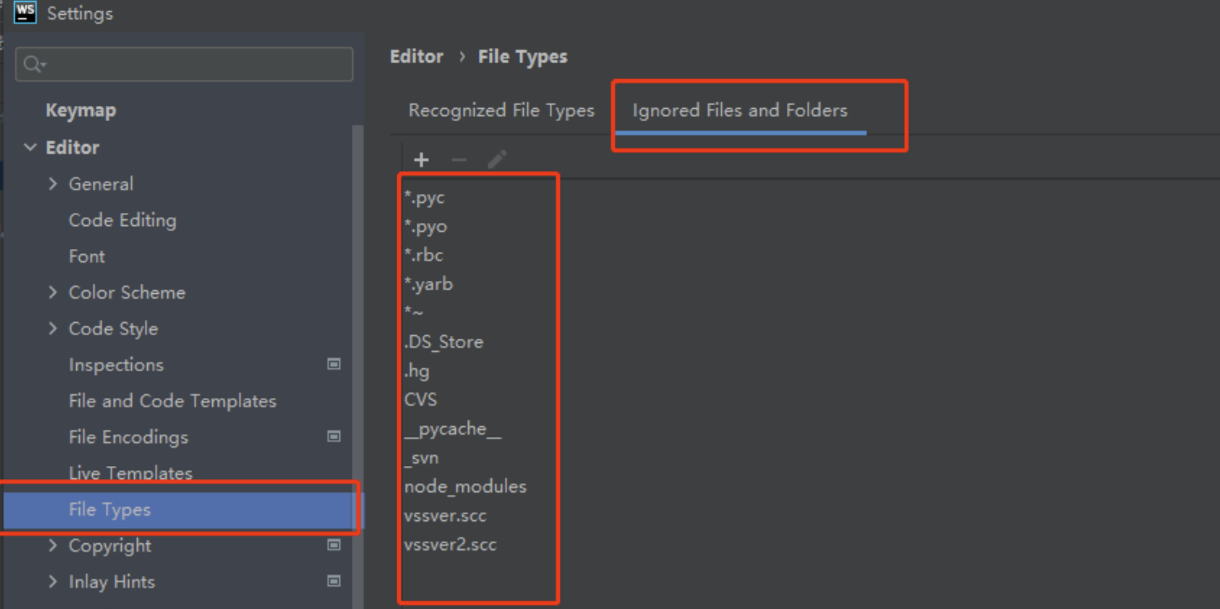 WS
Settings
Keymap
Editor
General
Code Editing
Font
Color Scheme
Code Style
Inspections
File and Code Templates
File Encodings
Live Templates
File Types
Copyright
Inlay Hints
Editor › File Types
Recognized File Types
Ignored Files and Folders
*.pyc
*.pyo
*.rbc
*.yarb
*~
.DS_Store
.hg
CVS
__pycache__
_svn
node_modules
vssver.scc
vssver2.scc